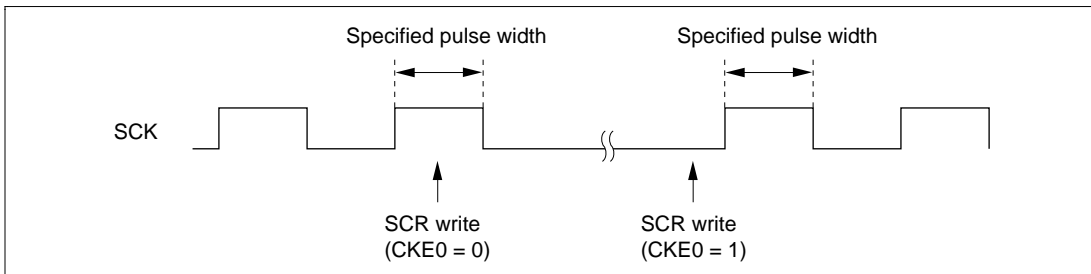 Specified pulse width
Specified pulse width
SCK
SCR write
(CKE0 = 0)
SCR write
(CKE0 = 1)